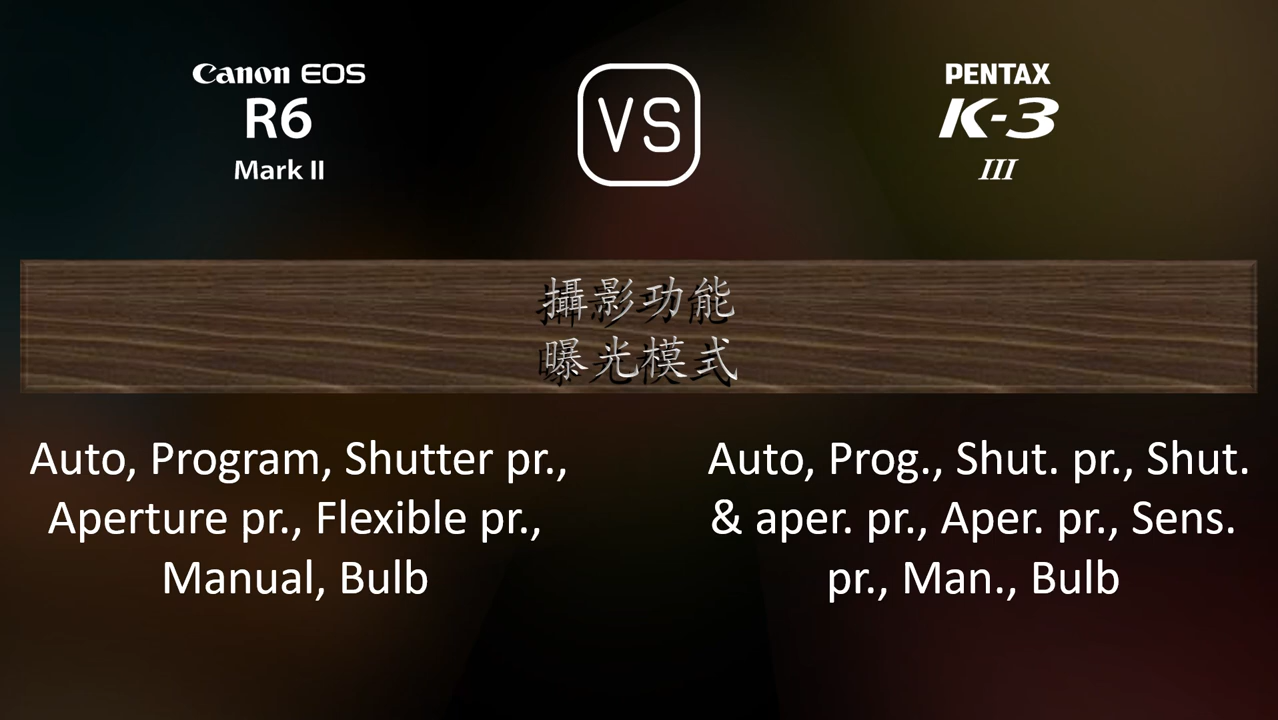 Canon EOS
R6
Mark II
VS
PENTAX
K-3
III
攝影功能
曝光模式
Auto, Program, Shutter pr.,
Aperture pr., Flexible pr.,
Manual, Bulb
Auto, Prog., Shut. pr., Shut.
& aper. pr., Aper. pr., Sens.
pr., Man., Bulb